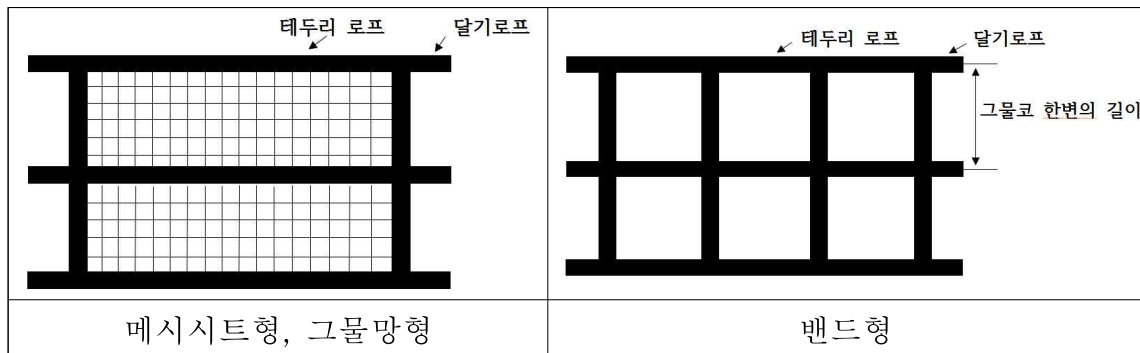 테두리 로프
달기로프
테두리 로프
달기로프
그물코 한변의 길이
메시시트형, 그물망형
밴드형